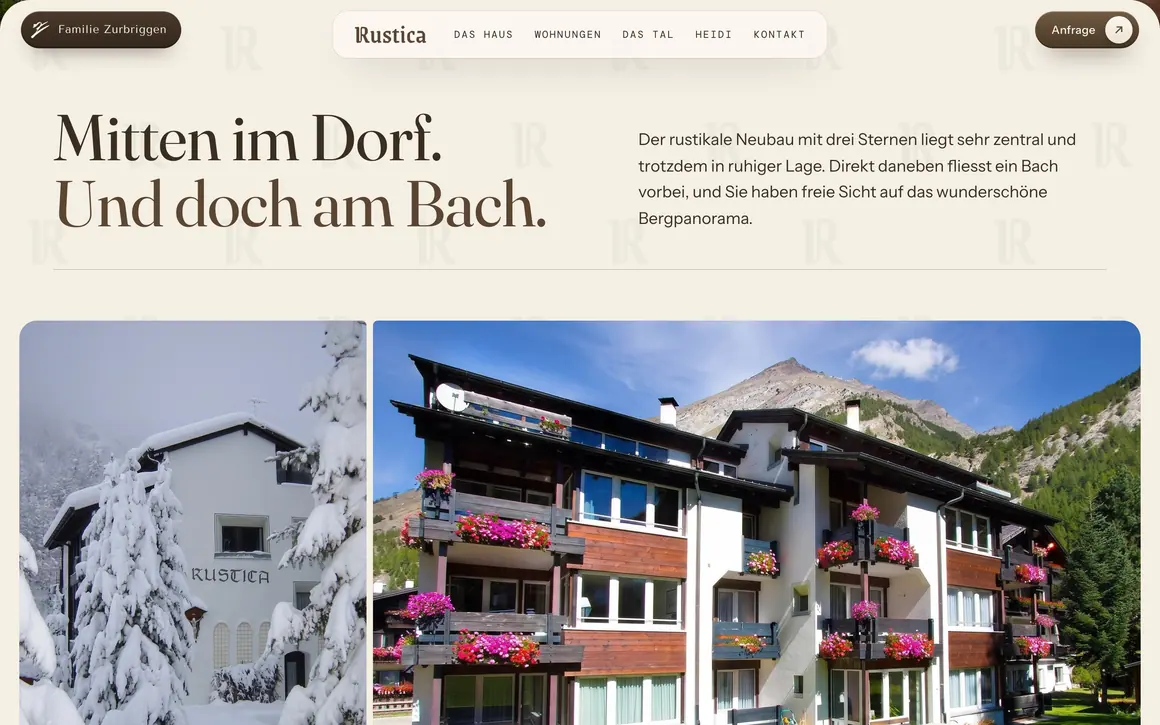 Familie Zurbriggen
Rustica
DAS HAUS
WOHNUNGEN
DAS TAL
HEIDI
KONTAKT
Anfrage
Mitten im Dorf.
Und doch am Bach.
Der rustikale Neubau mit drei Sternen liegt sehr zentral und
trotzdem in ruhiger Lage. Direkt daneben fliesst ein Bach
vorbei, und Sie haben freie Sicht auf das wunderschöne
Bergpanorama.
RUSTICA